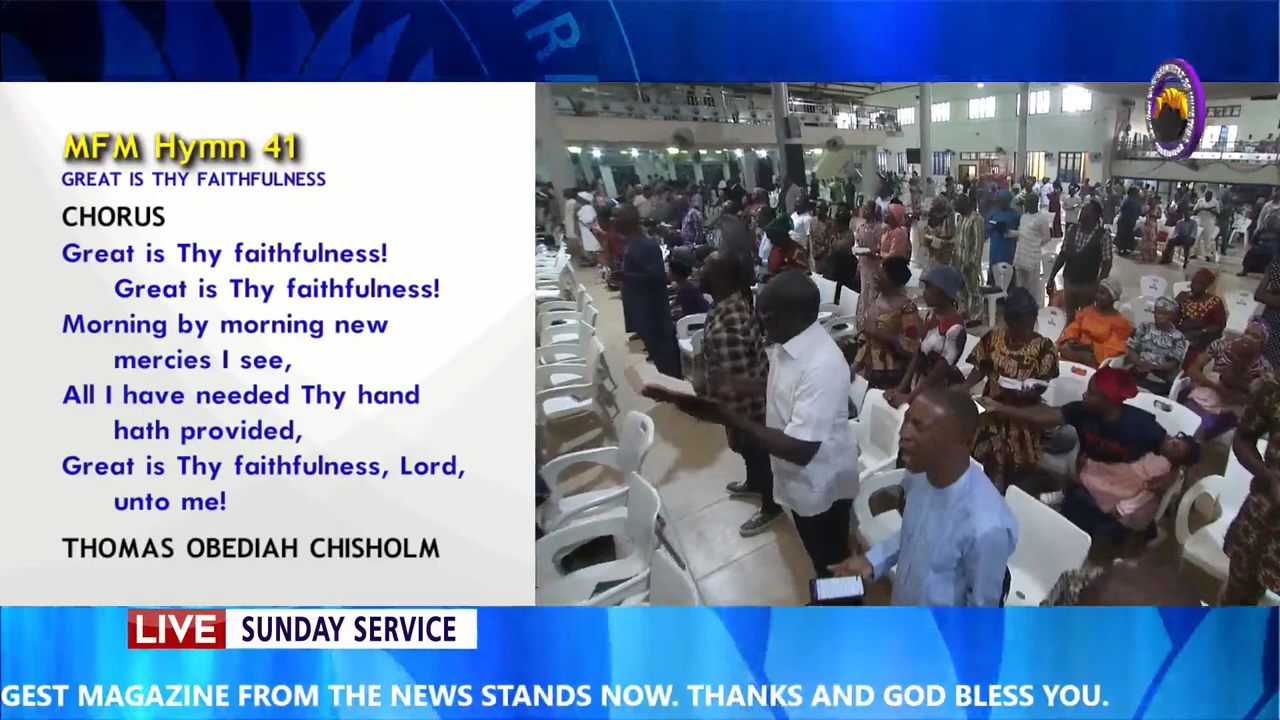 MFM Hymn 41
GREAT IS THY FAITHFULNESS
CHORUS
Great is Thy faithfulness!
Great is Thy faithfulness!
Morning by morning new
mercies I see,
All I have needed Thy hand
hath provided,
Great is Thy faithfulness, Lord,
unto me!
THOMAS OBEDIAH CHISHOLM
LIVE SUNDAY SERVICE
GEST MAGAZINE FROM THE NEWS STANDS NOW. THANKS AND GOD BLESS YOU.